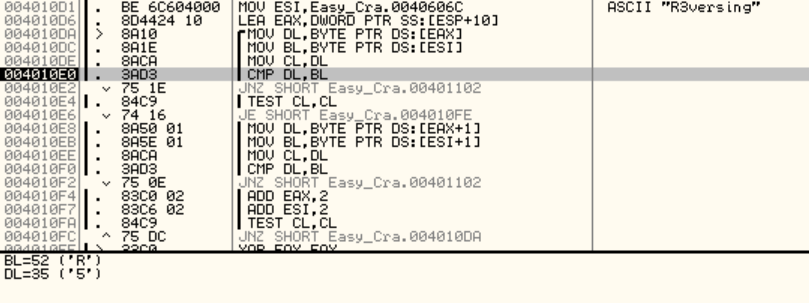 004010D1 . BE 6C604000 MOV ESI,Easy_Cra.0040606C ASCII "R3versing"
004010D6 . 8D4424 10 LEA EAX,DWORD PTR SS:[ESP+10]
004010DA > 8A10 MOV DL,BYTE PTR DS:[EAX]
004010DC . 8A1E MOV BL,BYTE PTR DS:[ESI]
004010DE . 8ACA MOV CL,DL
004010E0 . 3AD3 CMP DL,BL
004010E2 . 75 1E JNZ SHORT Easy_Cra.00401102
004010E4 . 84C9 TEST CL,CL
004010E6 . 74 16 JE SHORT Easy_Cra.004010FE
004010E8 . 8A50 01 MOV DL,BYTE PTR DS:[EAX+1]
004010EB . 8A5E 01 MOV BL,BYTE PTR DS:[ESI+1]
004010EE . 8ACA MOV CL,DL
004010F0 . 3AD3 CMP DL,BL
004010F2 . 75 0E JNZ SHORT Easy_Cra.00401102
004010F4 . 83C0 02 ADD EAX,2
004010F7 . 83C6 02 ADD ESI,2
004010FA . 84C9 TEST CL,CL
004010FC .^ 75 DC JNZ SHORT Easy_Cra.004010DA
BL=52 ('R')
DL=35 ('5')